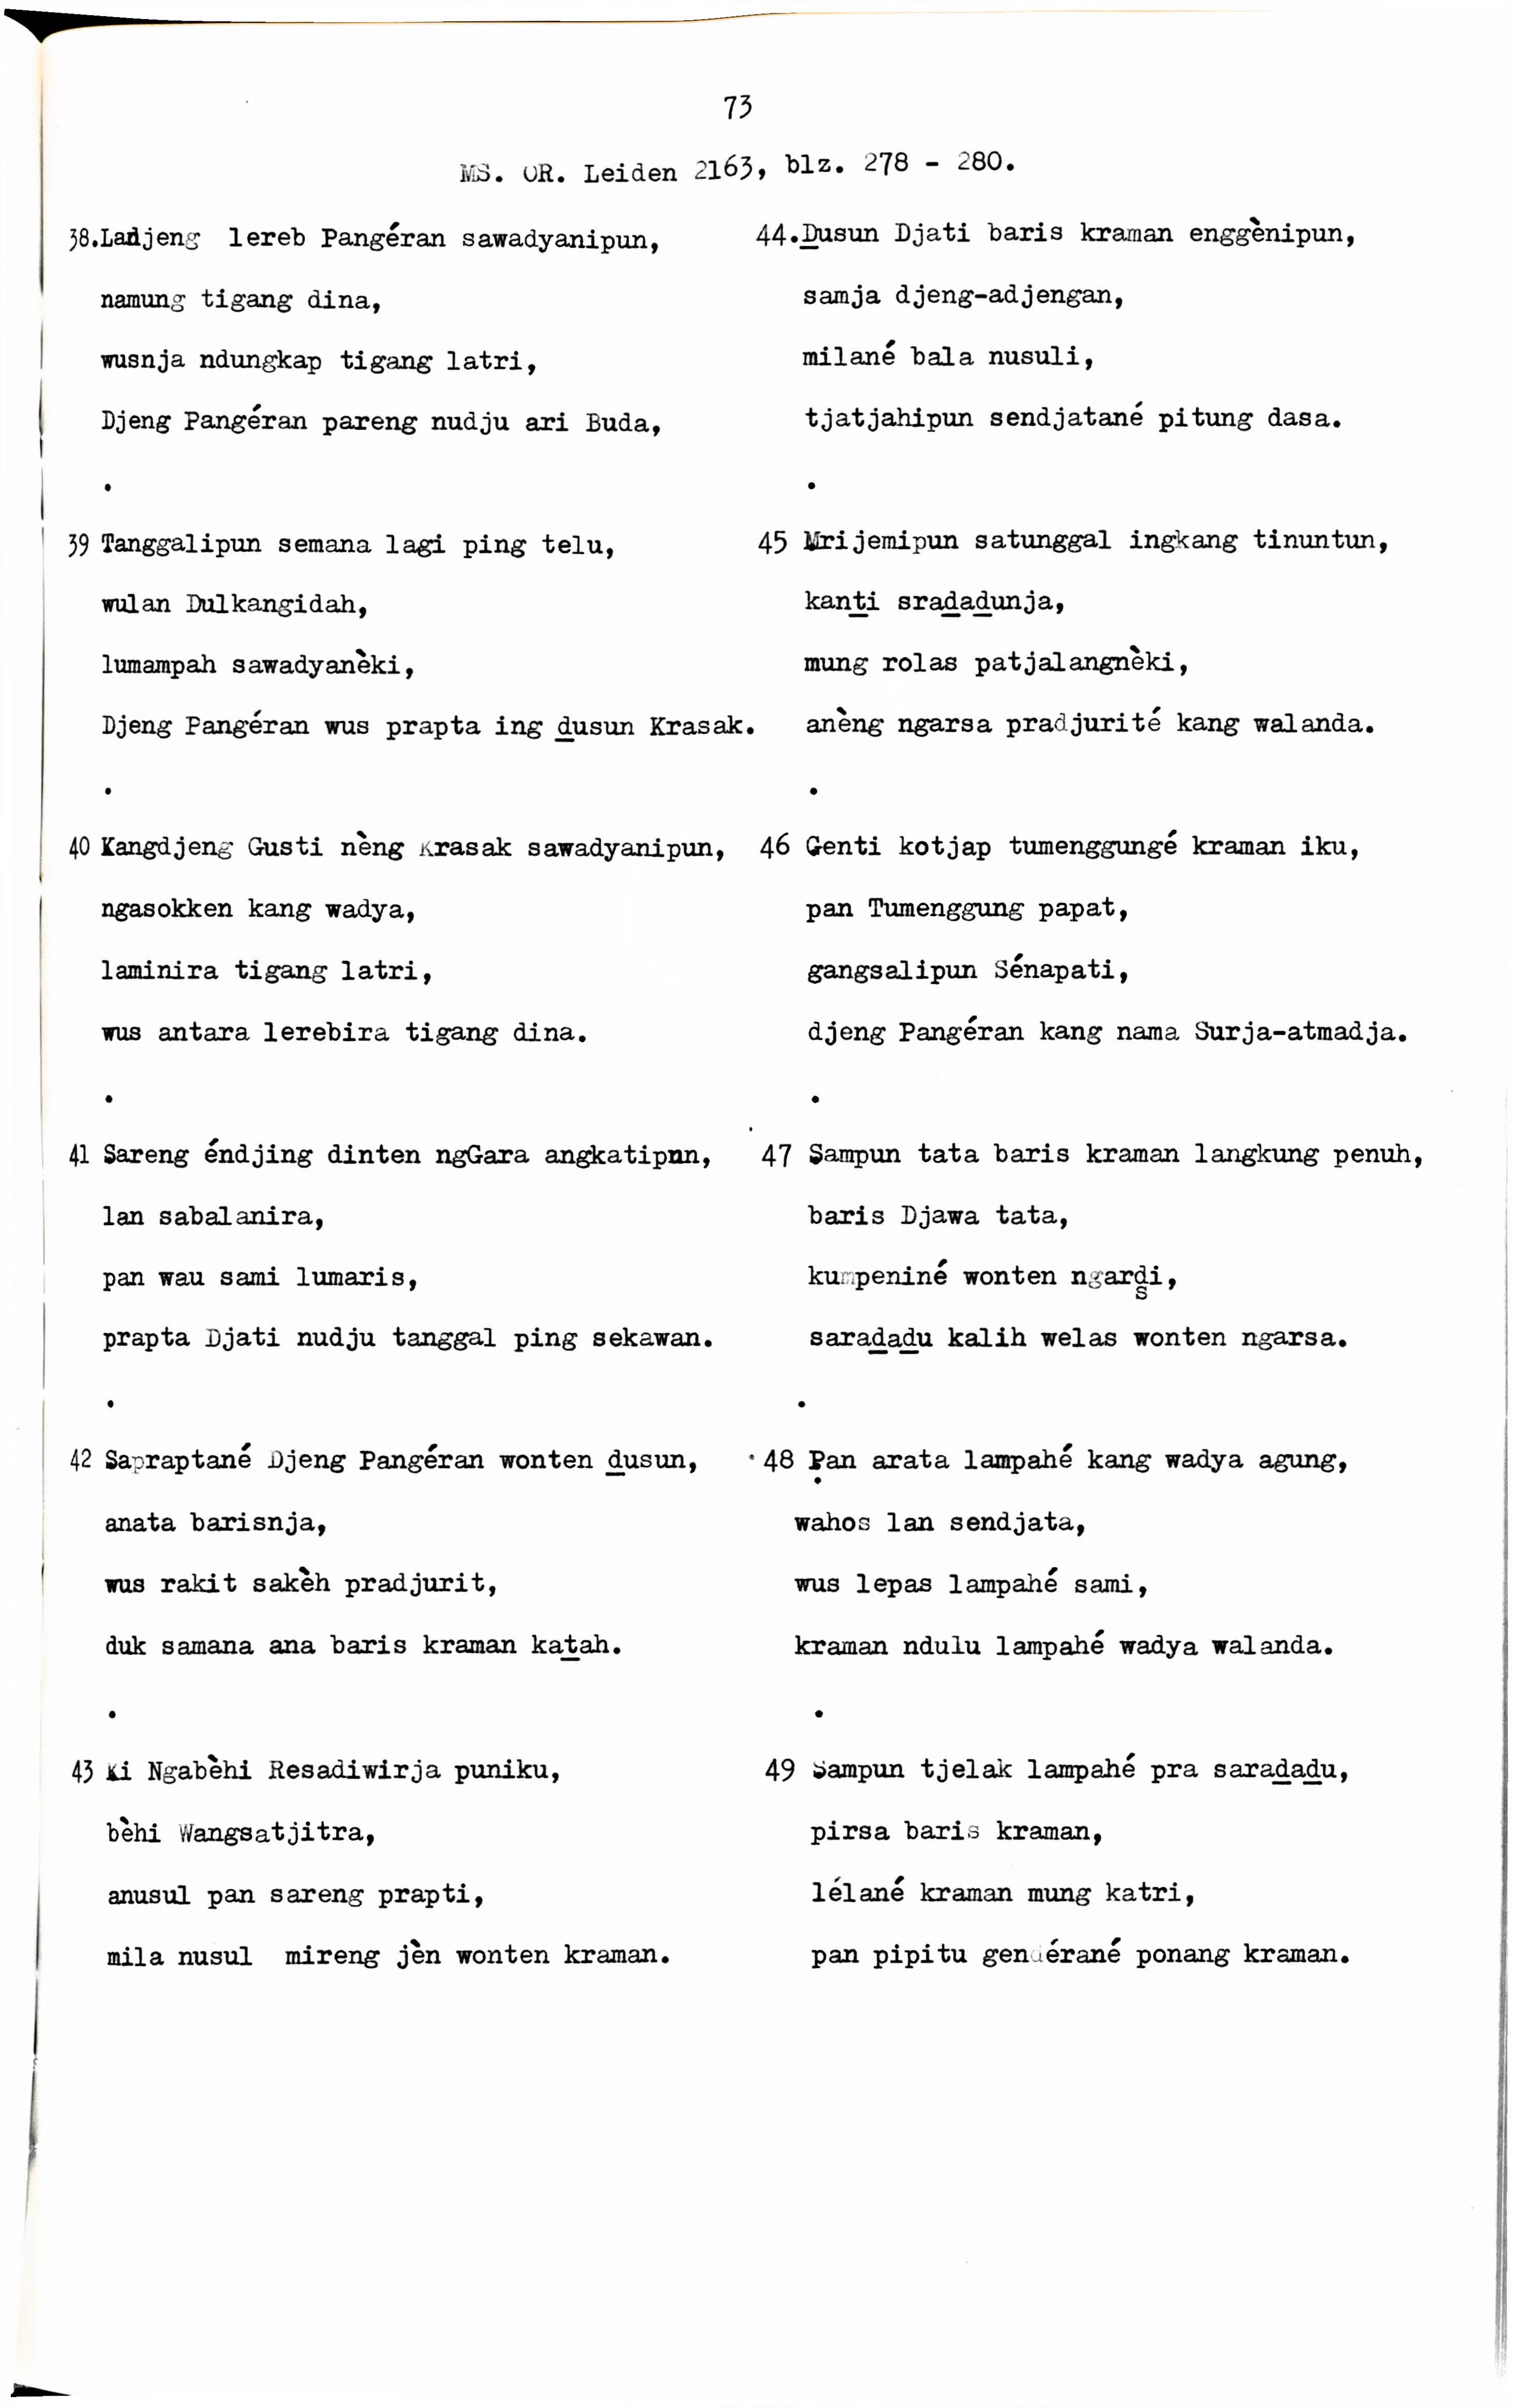 73
MS. OR. Leiden 2163, blz. 278 - 280.
38.Ladjeng lereb Pangéran sawadyanipun,
namung tigang dina,
wusnja ndungkap tigang latri,
Djeng Pangéran pareng nudju ari Buda,
.
39 Tanggalipun semana lagi ping telu,
wulan Dulkangidah,
lumampah sawadyanèki,
Djeng Pangéran wus prapta ing ḏusun Krasak.
.
40 Kangdjeng Gusti nèng Krasak sawadyanipun,
ngasokken kang wadya,
laminira tigang latri,
wus antara lerebira tigang dina.
.
41 Sareng éndjing dinten ngGara angkatipun,
lan sabalanira,
pan wau sami lumaris,
prapta Djati nudju tanggal ping sekawan.
.
42 Sapraptané Djeng Pangéran wonten ḏusun,
anata barisnja,
wus rakit sakèh pradjurit,
duk samana ana baris kraman kaṯah.
.
43 Ki Ngabèhi Resadiwirja puniku,
bèhi Wangsatjitra,
anusul pan sareng prapti,
mila nusul mireng jèn wonten kraman.
44.Ḏusun Djati baris kraman enggènipun,
samja djeng-adjengan,
milané bala nusuli,
tjatjahipun sendjatané pitung dasa.
.
45 Mrijemipun satunggal ingkang tinuntun,
kanṯi sraḏaḏunja,
mung rolas patjalangnèki,
anèng ngarsa pradjurité kang walanda.
.
46 Genti kotjap tumenggungé kraman iku,
pan Tumenggung papat,
gangsalipun Sénapati,
djeng Pangéran kang nama Surja-atmadja.
.
47 Sampun tata baris kraman langkung penuh,
baris Djawa tata,
kumpeniné wonten ngardi,
s
saraḏaḏu kalih welas wonten ngarsa.
.
48 Pan arata lampahé kang wadya agung,
wahos lan sendjata,
wus lepas lampahé sami,
kraman ndulu lampahé wadya walanda.
.
49 Sampun tjelak lampahé pra saraḏaḏu,
pirsa baris kraman,
lélané kraman mung katri,
pan pipitu gendérané ponang kraman.